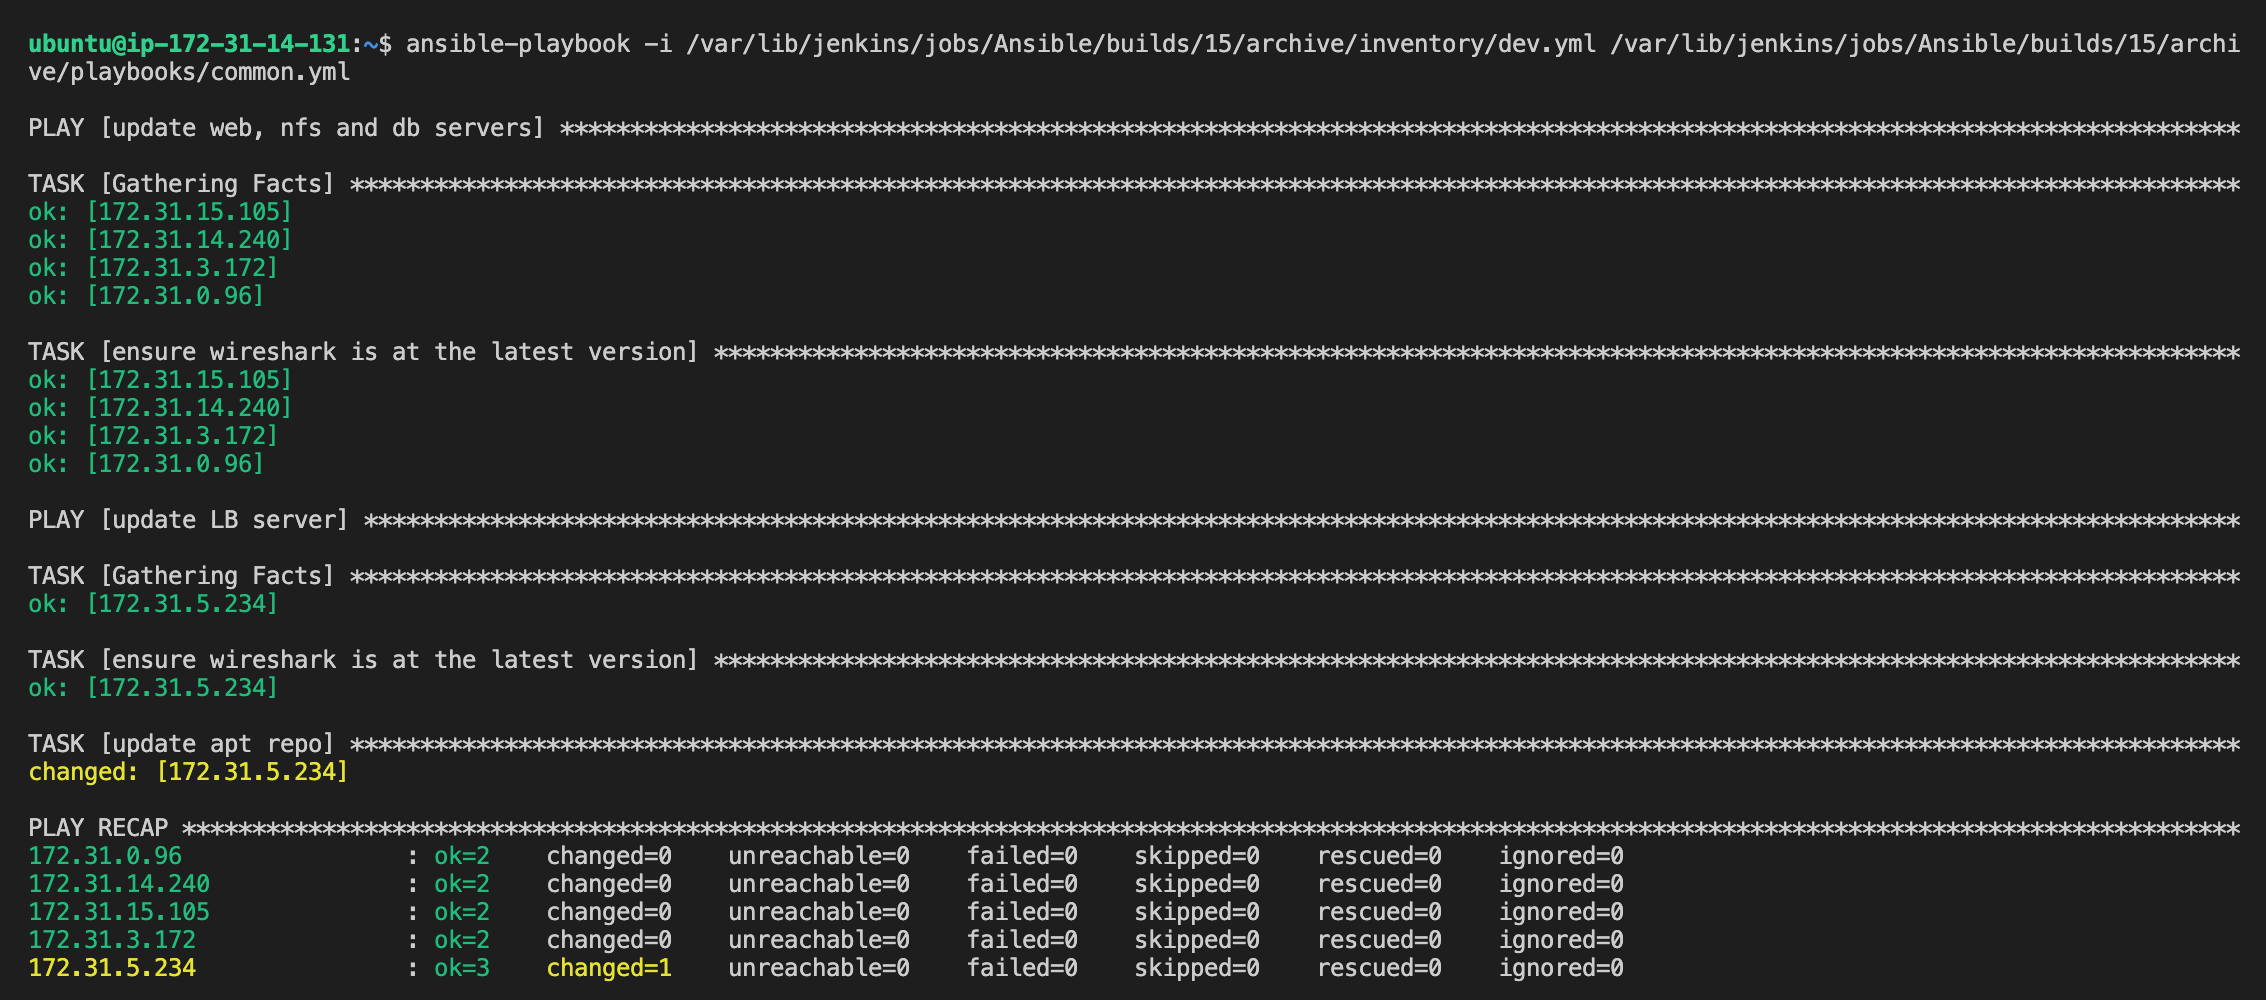 ubuntu@ip-172-31-14-131:~$ ansible-playbook -i /var/lib/jenkins/jobs/Ansible/builds/15/archive/inventory/dev.yml /var/lib/jenkins/jobs/Ansible/builds/15/archi
ve/playbooks/common.yml
PLAY [update web, nfs and db servers] ************************************************************************************************************************
TASK [Gathering Facts] ***************************************************************************************************************************************
ok: [172.31.15.105]
ok: [172.31.14.240]
ok: [172.31.3.172]
ok: [172.31.0.96]
TASK [ensure wireshark is at the latest version] *************************************************************************************************************
ok: [172.31.15.105]
ok: [172.31.14.240]
ok: [172.31.3.172]
ok: [172.31.0.96]
PLAY [update LB server] **************************************************************************************************************************************
TASK [Gathering Facts] ***************************************************************************************************************************************
ok: [172.31.5.234]
TASK [ensure wireshark is at the latest version] *************************************************************************************************************
ok: [172.31.5.234]
TASK [update apt repo] ***************************************************************************************************************************************
changed: [172.31.5.234]
PLAY RECAP ***************************************************************************************************************************************************
172.31.0.96                : ok=2    changed=0    unreachable=0    failed=0    skipped=0    rescued=0    ignored=0
172.31.14.240              : ok=2    changed=0    unreachable=0    failed=0    skipped=0    rescued=0    ignored=0
172.31.15.105              : ok=2    changed=0    unreachable=0    failed=0    skipped=0    rescued=0    ignored=0
172.31.3.172               : ok=2    changed=0    unreachable=0    failed=0    skipped=0    rescued=0    ignored=0
172.31.5.234               : ok=3    changed=1    unreachable=0    failed=0    skipped=0    rescued=0    ignored=0